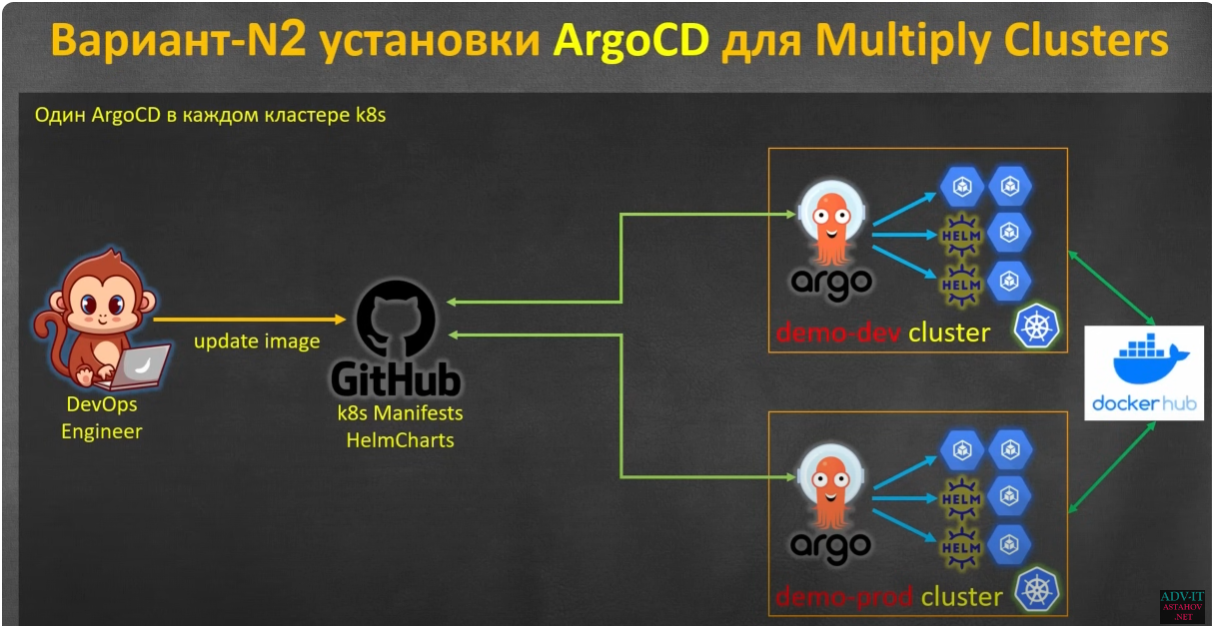 Вариант-N2 установки ArgoCD для Multiply Clusters
Один ArgoCD в каждом кластере k8s
update image
DevOps
Engineer
GitHub
k8s Manifests
HelmCharts
argo
HELM
HELM
demo-dev cluster
docker hub
argo
HELM
HELM
demo-prod cluster
ADV-IT
ASTAHOV
.NET